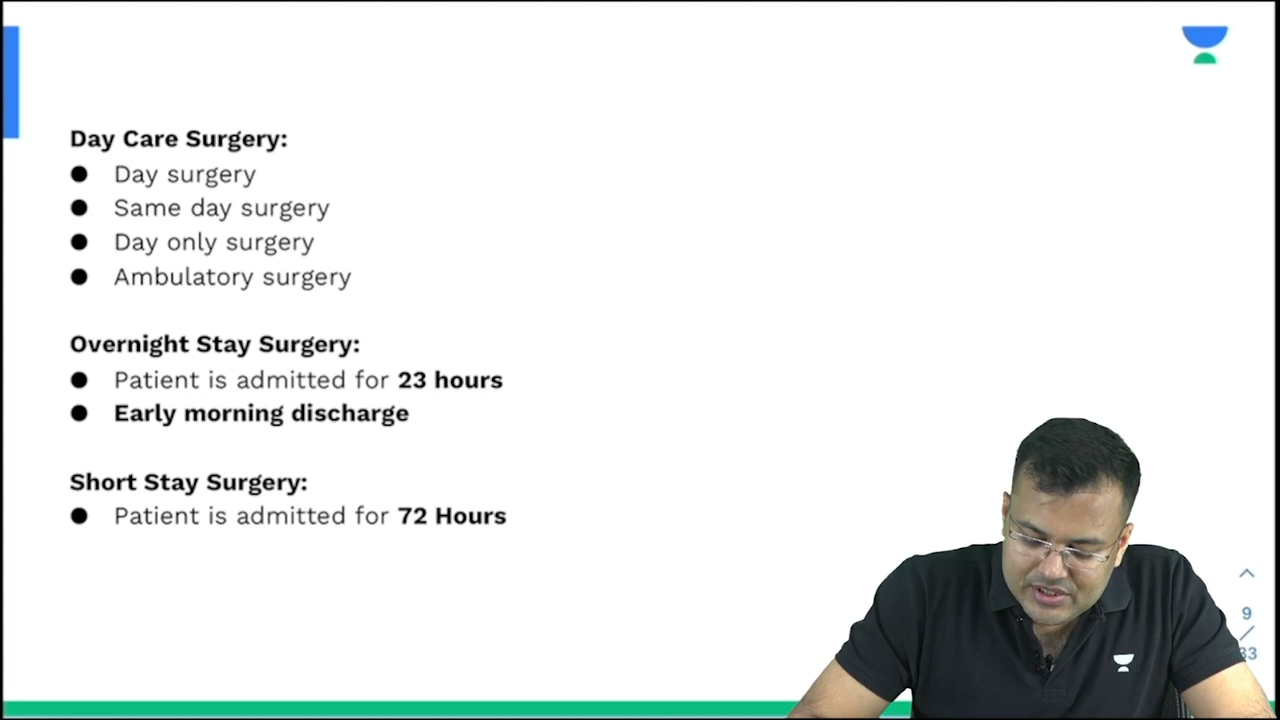 Day Care Surgery:
● Day surgery
● Same day surgery
● Day only surgery
● Ambulatory surgery
Overnight Stay Surgery:
● Patient is admitted for 23 hours
● Early morning discharge
Short Stay Surgery:
● Patient is admitted for 72 Hours
9
33